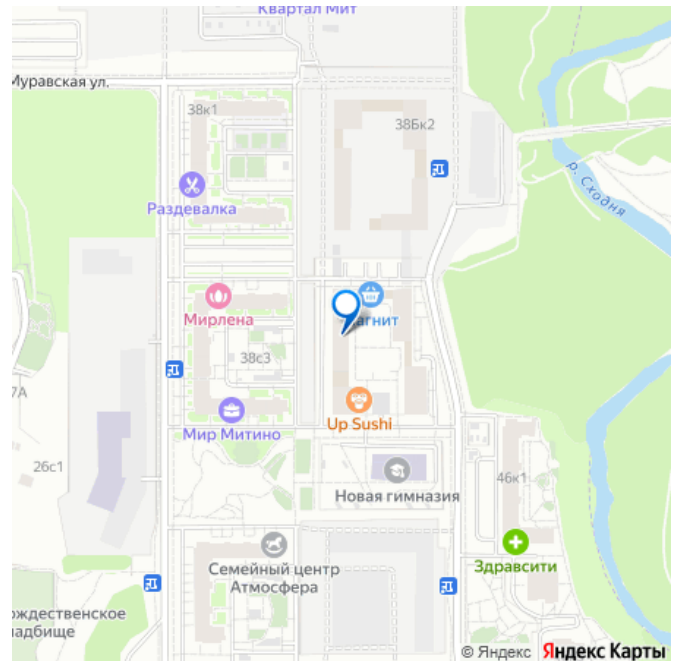 Квартал Мит
Муравская ул.
38к1
38Бк2
р. Сходня
Раздевалка
Мирлена
агнит
38с3
7А
Up Sushi
Мир Митино
26с1
Новая гимназия
46к1
Здравсити
Семейный центр
Атмосфера
ождественское
адбище
© Яндекс Яндекс Карты